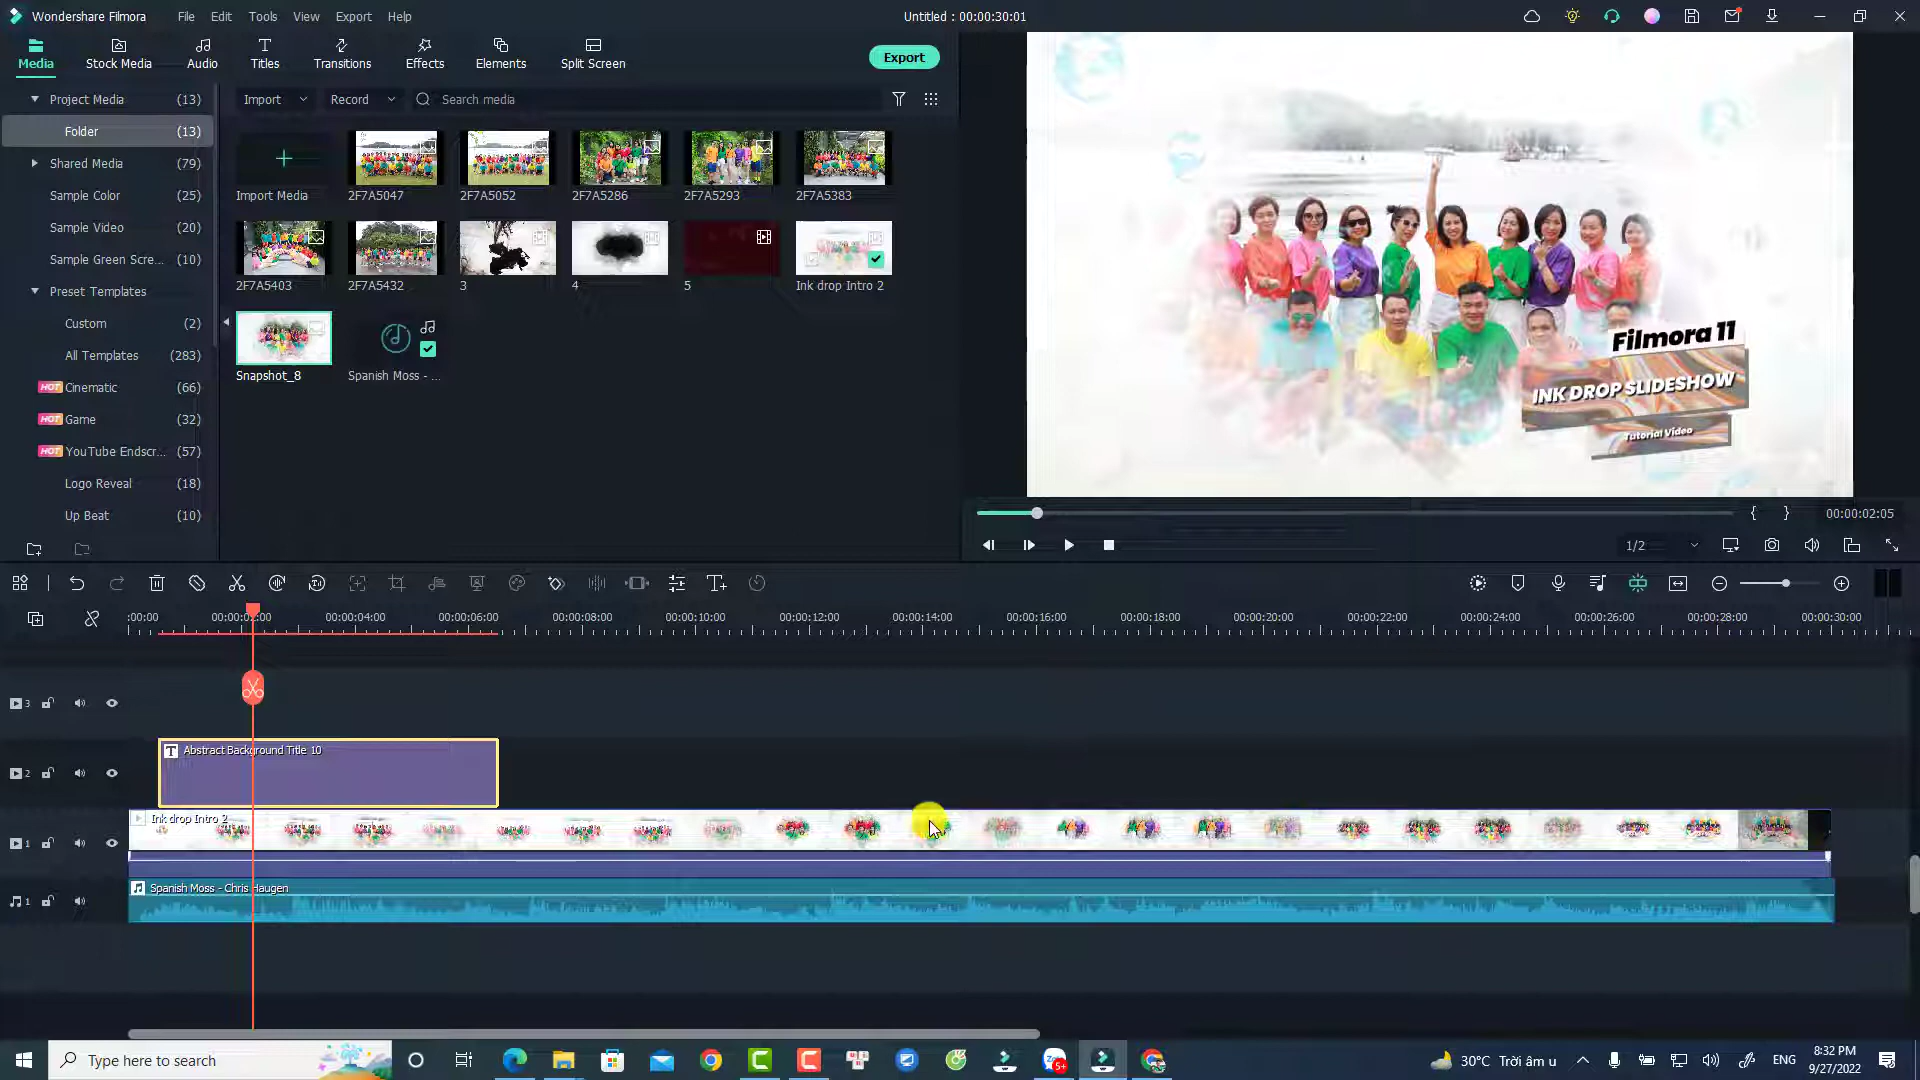 Wondershare Filmora File Edit Tools View Export Help Untitled : 00:00:30:01
Media Stock Media Audio Titles Transitions Effects Elements Split Screen Export
Project Media (13) Import Record Search media
Folder (13)
Shared Media (79)
Sample Color (25)
Sample Video (20)
Sample Green Scre... (10)
Preset Templates
Custom (2)
All Templates (283)
HOT Cinematic (66)
HOT Game (32)
HOT YouTube Endscr... (57)
Logo Reveal (18)
Up Beat (10)
Import Media 2F7A5047 2F7A5052 2F7A5286 2F7A5293 2F7A5383
2F7A5403 2F7A5432 3 4 5 Ink drop Intro 2
Snapshot_8 Spanish Moss - ...
Filmora 11
INK DROP SLIDESHOW
Tutorial Video
{ } 00:00:02:05
1/2
:00:00 00:00:02:00 00:00:04:00 00:00:06:00 00:00:08:00 00:00:10:00 00:00:12:00 00:00:14:00 00:00:16:00 00:00:18:00 00:00:20:00 00:00:22:00 00:00:24:00 00:00:26:00 00:00:28:00 00:00:30:00
3
T Abstract Background Title 10
2
Ink drop Intro 2
1
Spanish Moss - Chris Haugen
1
Type here to search 5+ 30°C Trời âm u ENG 8:32 PM
9/27/2022